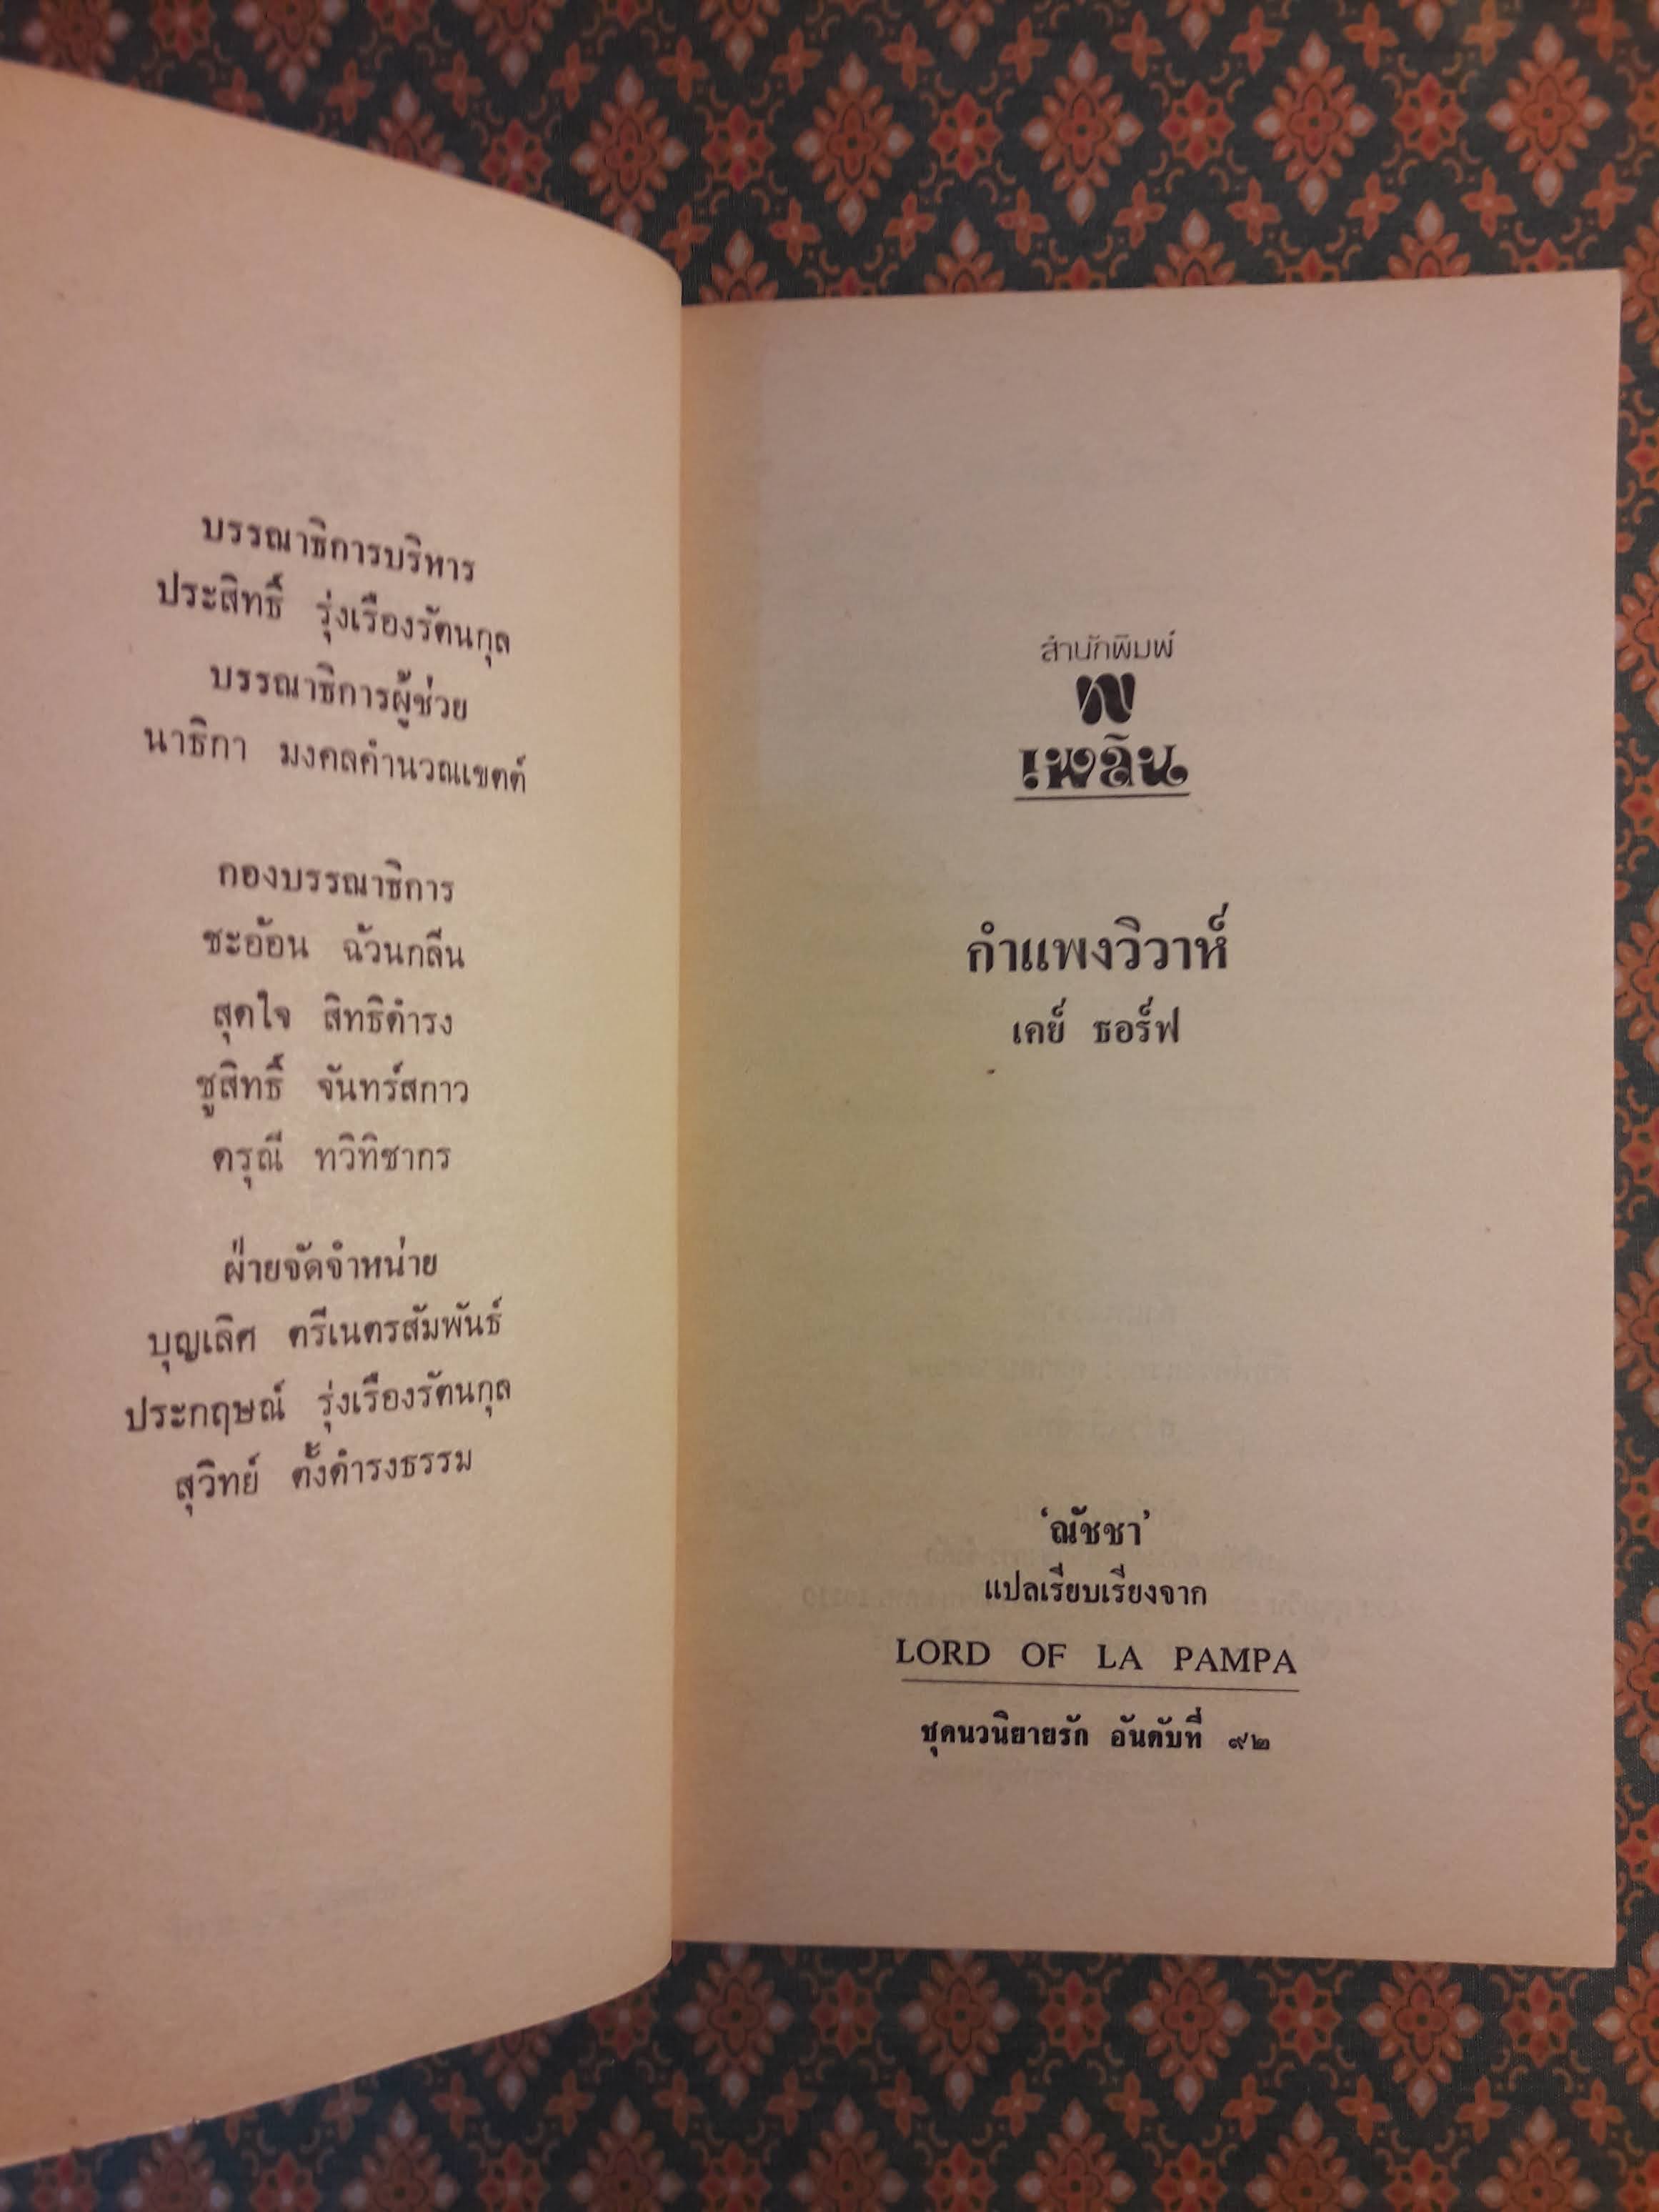 บรรณาธิการบริหาร
ประสิทธิ์ รุ่งเรืองรัตนกุล
บรรณาธิการผู้ช่วย
นาธิกา มงคลคำนวณเขตต์
กองบรรณาธิการ
ชะอ้อน ฉ้วนกลีน
สุดใจ สิทธิดำรง
ชูสิทธิ์ จันทร์สกาว
ดรุณี ทวิทิชากร
ฝ่ายจัดจำหน่าย
บุญเลิศ ตรีเนตรสัมพันธ์
ประกฤษณ์ รุ่งเรืองรัตนกุล
สุวิทย์ ตั้งดำรงธรรม
สำนักพิมพ์
เพลิน
กำแพงวิวาห์
เคย์ ธอร์ฟ
‘ณัชชา’
แปลเรียบเรียงจาก
LORD OF LA PAMPA
ชุดนวนิยายรัก อันดับที่ ๙๒